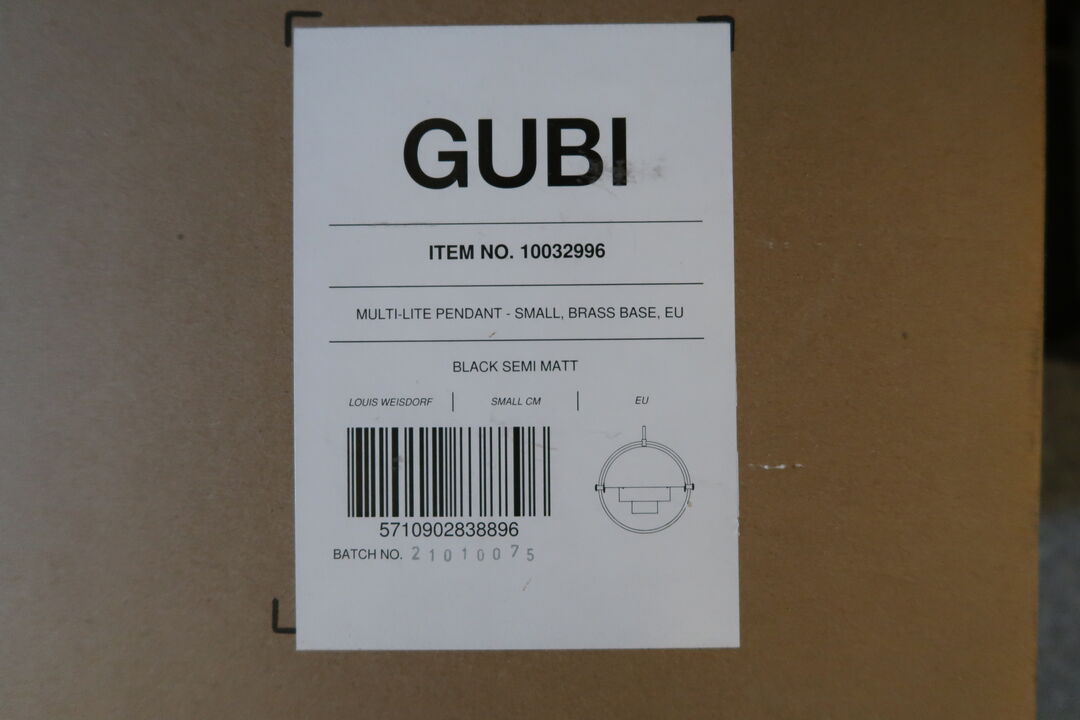 GUBI
ITEM NO. 10032996
MULTI-LITE PENDANT - SMALL, BRASS BASE, EU
BLACK SEMI MATT
LOUIS WEISDORF | SMALL CM | EU
5710902838896
BATCH NO. 21010075